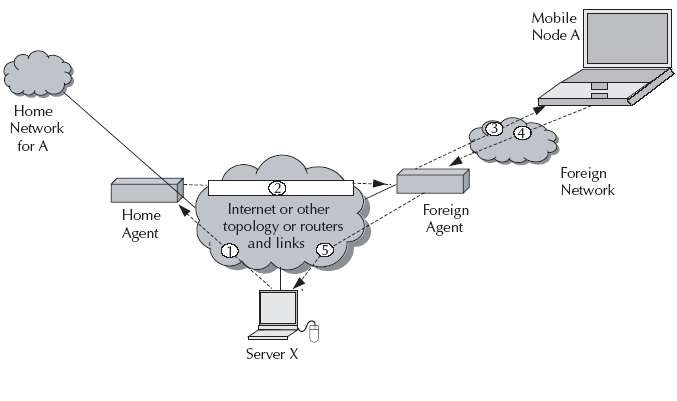 Mobile
Node A
Home
Network
for A
3
4
Foreign
Network
2
Home
Agent
Internet or other
topology or routers
and links
Foreign
Agent
1
5
Server X